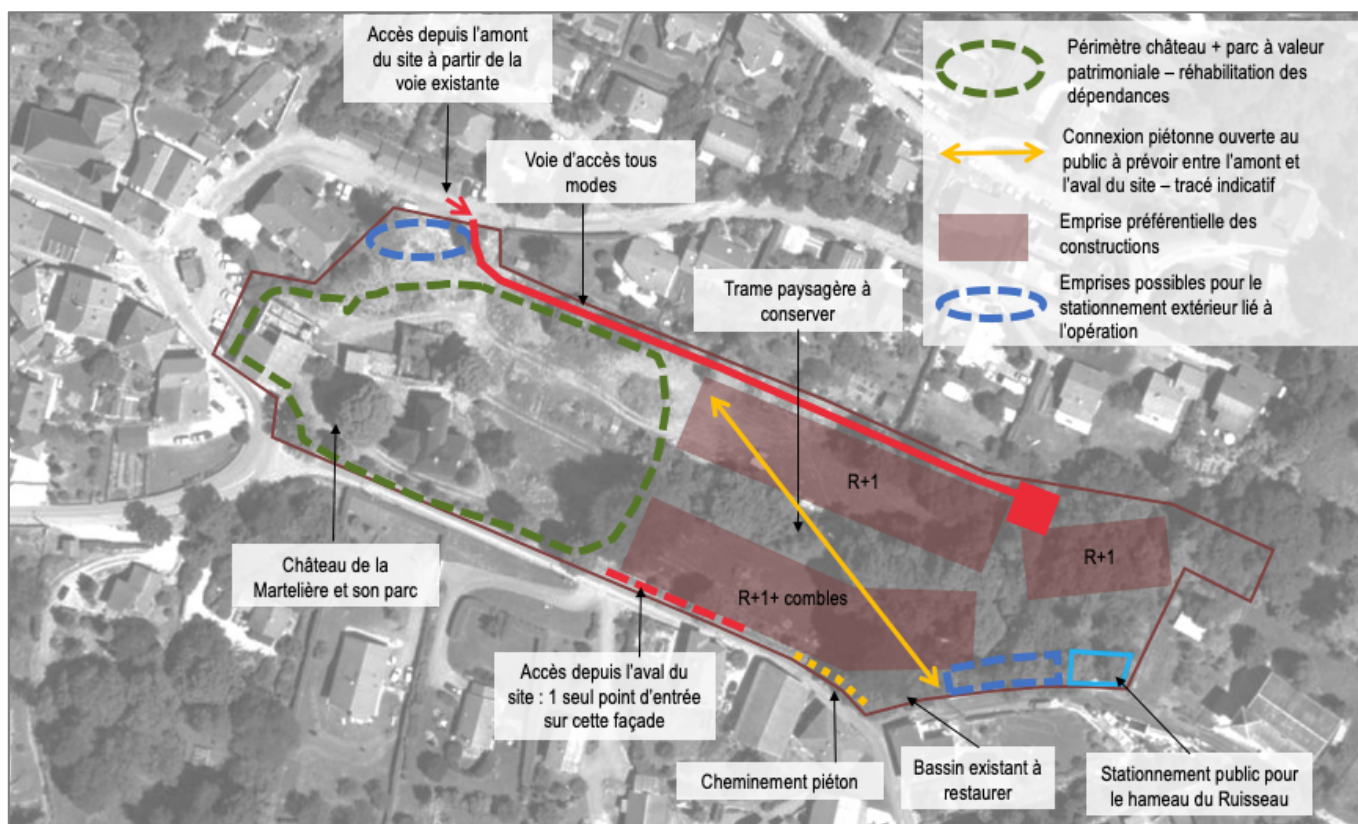 Accès depuis l'amont
du site à partir de la
voie existante
Voie d'accès tous
modes
Trame paysagère à
conserver
R+1
R+1
R+1+ combles
Château de la
Martelière et son parc
Accès depuis l'aval du
site : 1 seul point d'entrée
sur cette façade
Cheminement piéton
Bassin existant à
restaurer
Stationnement public pour
le hameau du Ruisseau
Périmètre château + parc à valeur
patrimoniale – réhabilitation des
dépendances
Connexion piétonne ouverte au
public à prévoir entre l'amont et
l'aval du site – tracé indicatif
Emprise préférentielle des
constructions
Emprises possibles pour le
stationnement extérieur lié à
l'opération